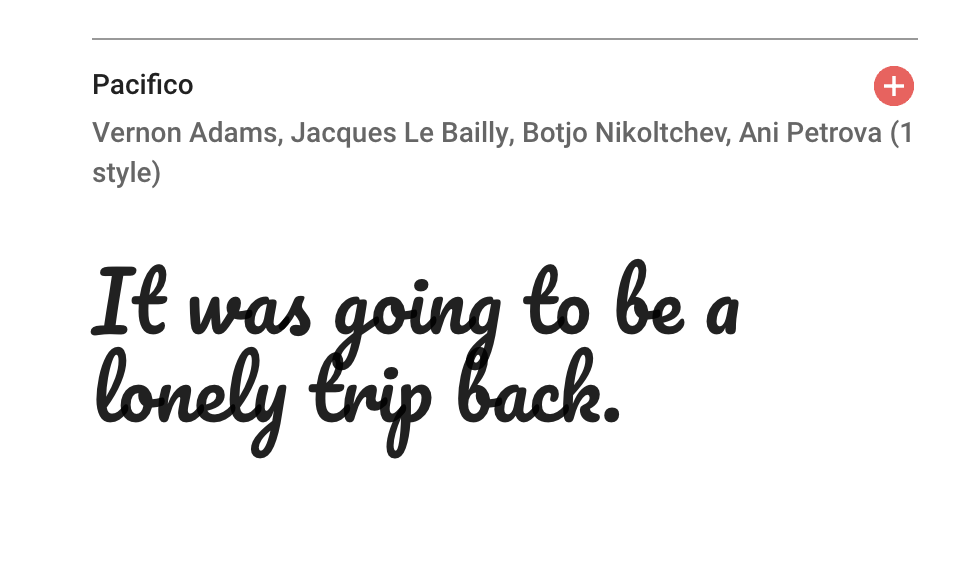 Pacifico
Vernon Adams, Jacques Le Bailly, Botjo Nikoltchev, Ani Petrova (1
style)
It was going to be a
lonely trip back.